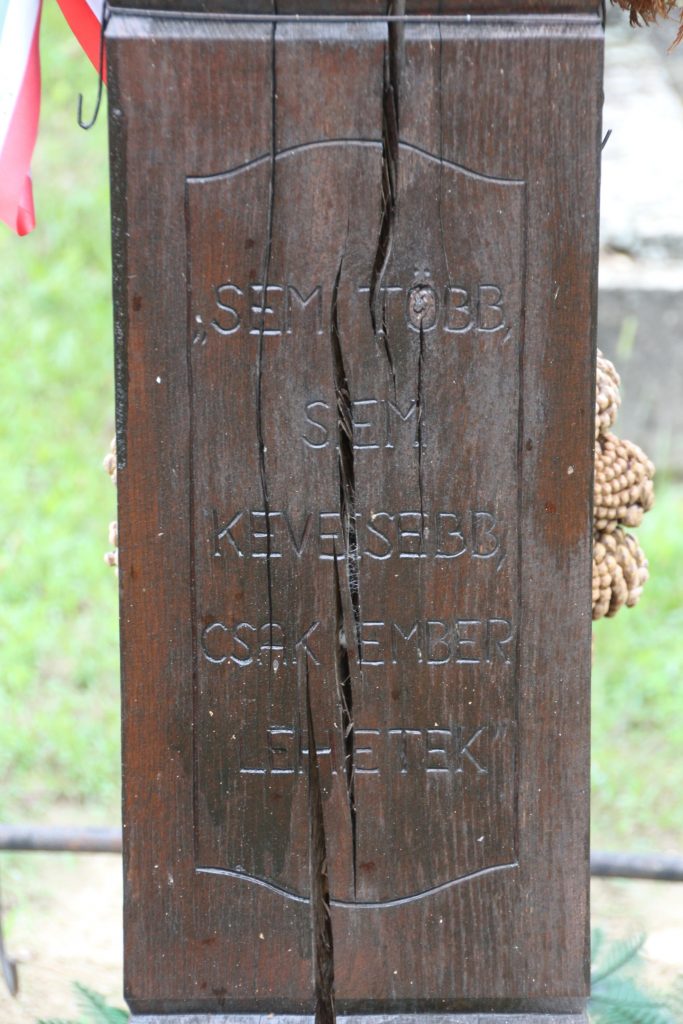 „SEM TÖBB,
SEM
KEVESEBB,
CSAK EMBER
LEHETEK"